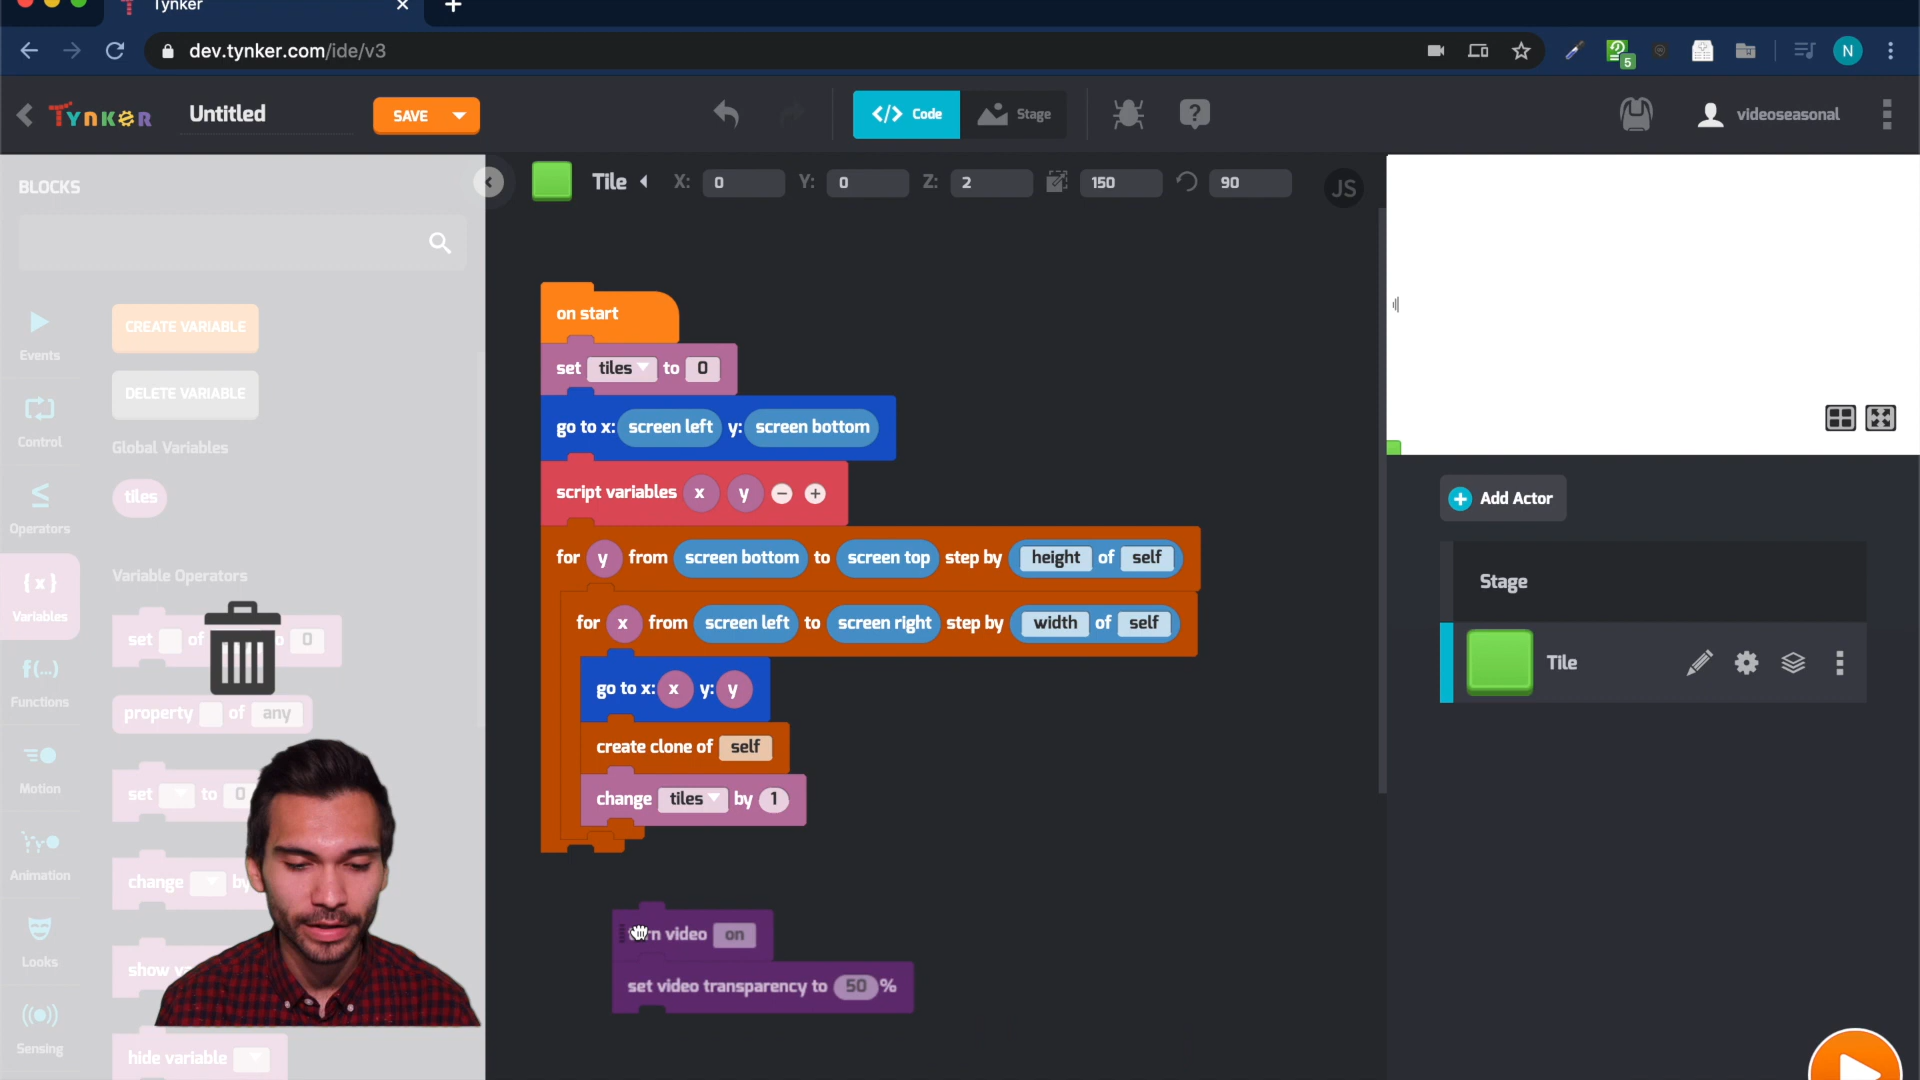 Tynker
dev.tynker.com/ide/v3
5
N
TYNKER
Untitled
SAVE
</> Code
Stage
?
videoseasonal
BLOCKS
Tile
X: 0
Y: 0
Z: 2
150
90
JS
Events
Control
Operators
{x}
Variables
f(...)
Functions
Motion
Animation
Looks
Sensing
CREATE VARIABLE
DELETE VARIABLE
Global Variables
tiles
Variable Operators
set of 0
property of any
set to 0
change by
hide variable
on start
set tiles to 0
go to x: screen left y: screen bottom
script variables x y − +
for y from screen bottom to screen top step by height of self
for x from screen left to screen right step by width of self
go to x: x y: y
create clone of self
change tiles by 1
video on
set video transparency to 50 %
Add Actor
Stage
Tile